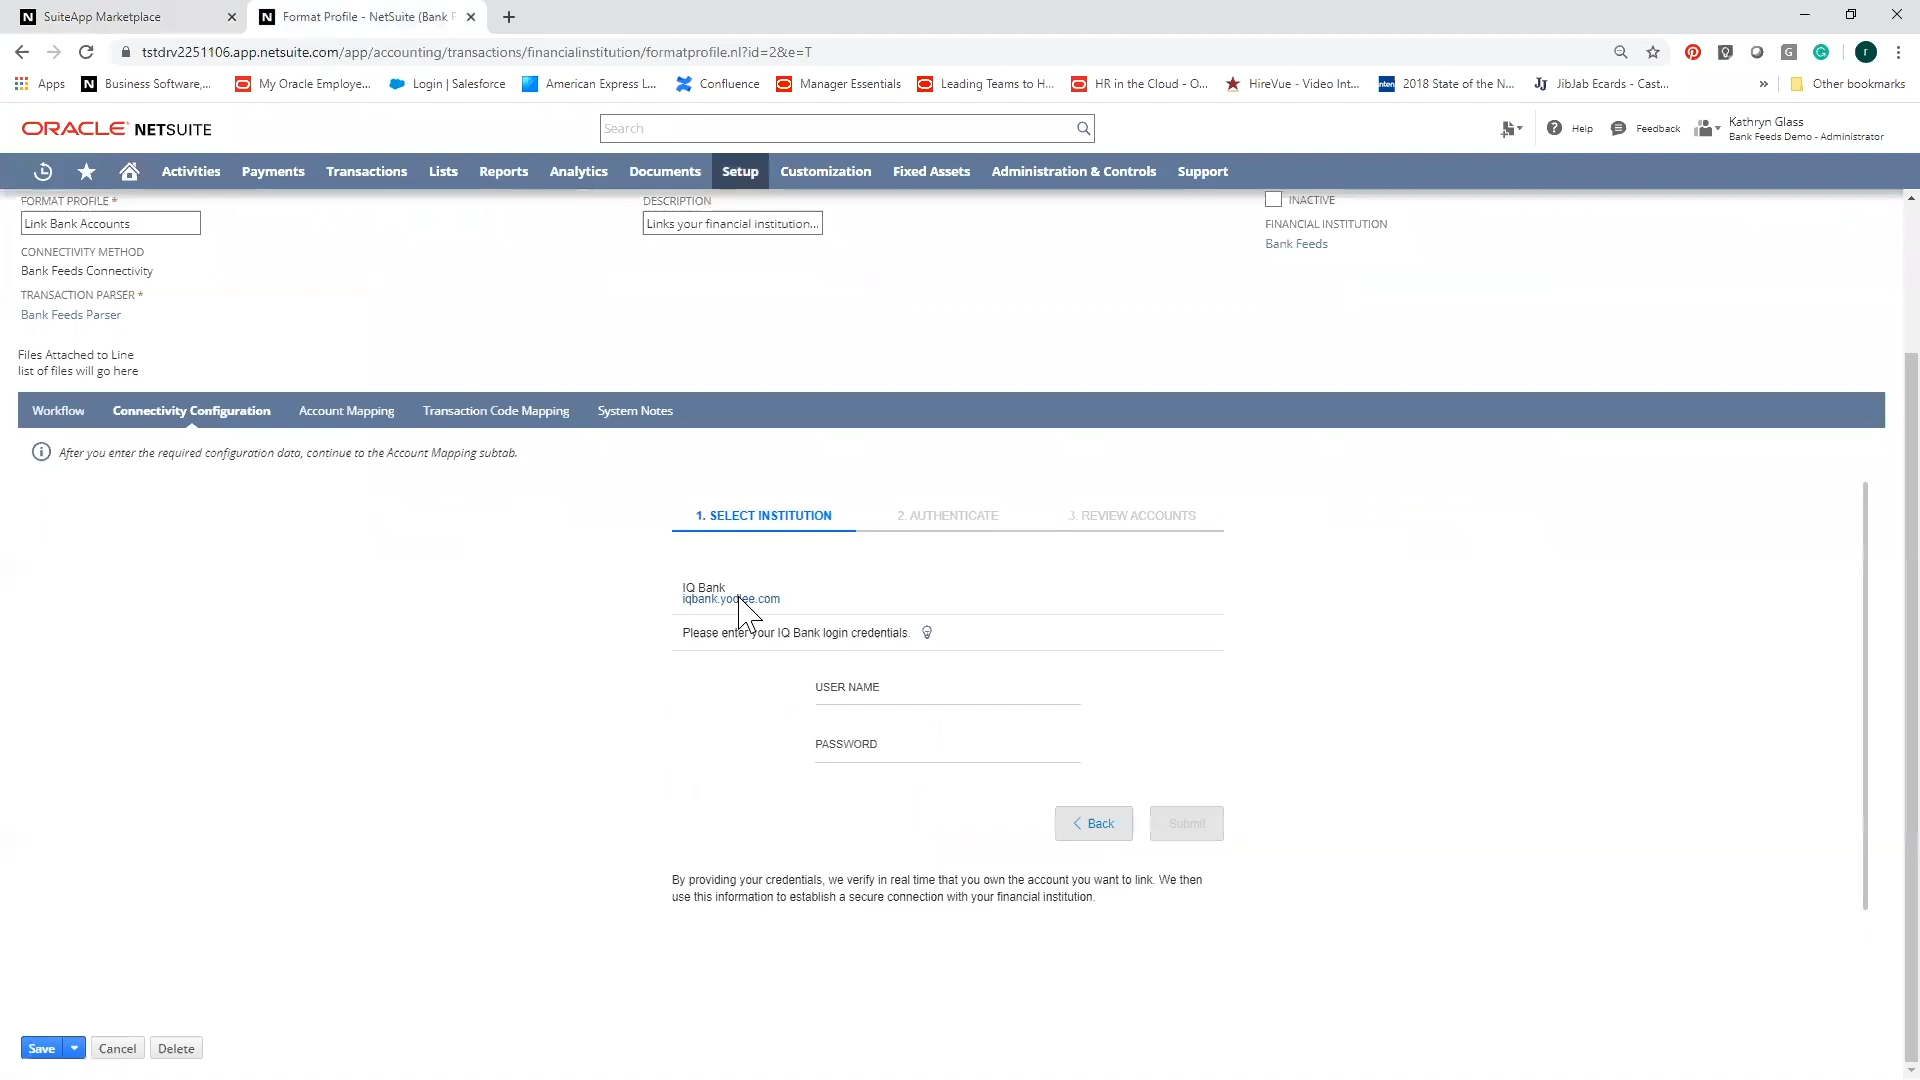 SuiteApp Marketplace
Format Profile - NetSuite (Bank F
tstdrv2251106.app.netsuite.com/app/accounting/transactions/financialinstitution/formatprofile.nl?id=2&e=T
Apps
Business Software,...
My Oracle Employe...
Login | Salesforce
American Express L...
Confluence
Manager Essentials
Leading Teams to H...
HR in the Cloud - O...
HireVue - Video Int...
nten
2018 State of the N...
JibJab Ecards - Cast...
Other bookmarks
ORACLE NETSUITE
Search
Help
Feedback
Kathryn Glass
Bank Feeds Demo - Administrator
Activities
Payments
Transactions
Lists
Reports
Analytics
Documents
Setup
Customization
Fixed Assets
Administration & Controls
Support
FORMAT PROFILE *
Link Bank Accounts
CONNECTIVITY METHOD
Bank Feeds Connectivity
TRANSACTION PARSER *
Bank Feeds Parser
DESCRIPTION
Links your financial institution...
INACTIVE
FINANCIAL INSTITUTION
Bank Feeds
Files Attached to Line
list of files will go here
Workflow
Connectivity Configuration
Account Mapping
Transaction Code Mapping
System Notes
After you enter the required configuration data, continue to the Account Mapping subtab.
1. SELECT INSTITUTION
2. AUTHENTICATE
3. REVIEW ACCOUNTS
IQ Bank
iqbank.yodlee.com
Please enter your IQ Bank login credentials.
USER NAME
PASSWORD
Back
Submit
By providing your credentials, we verify in real time that you own the account you want to link. We then
use this information to establish a secure connection with your financial institution.
Save
Cancel
Delete